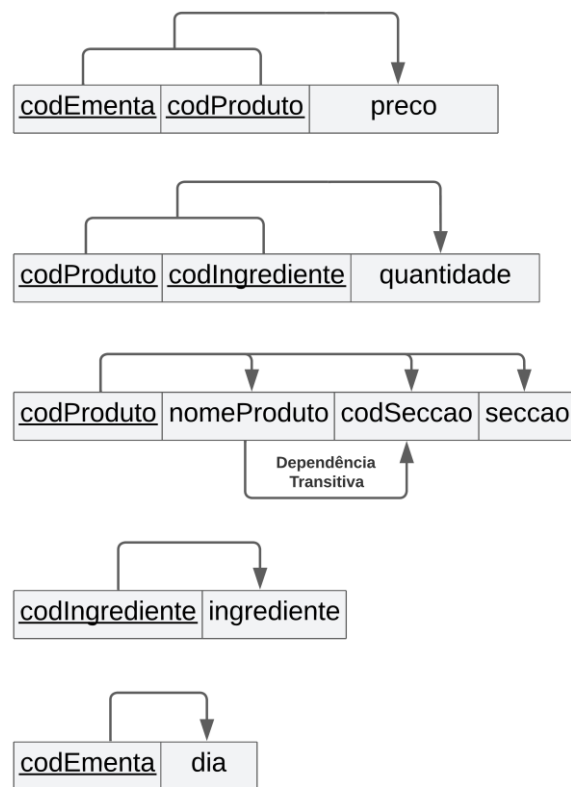 codEmenta codProduto preco
codProduto codIngrediente quantidade
codProduto nomeProduto codSeccao seccao
Dependência
Transitiva
codIngrediente ingrediente
codEmenta dia